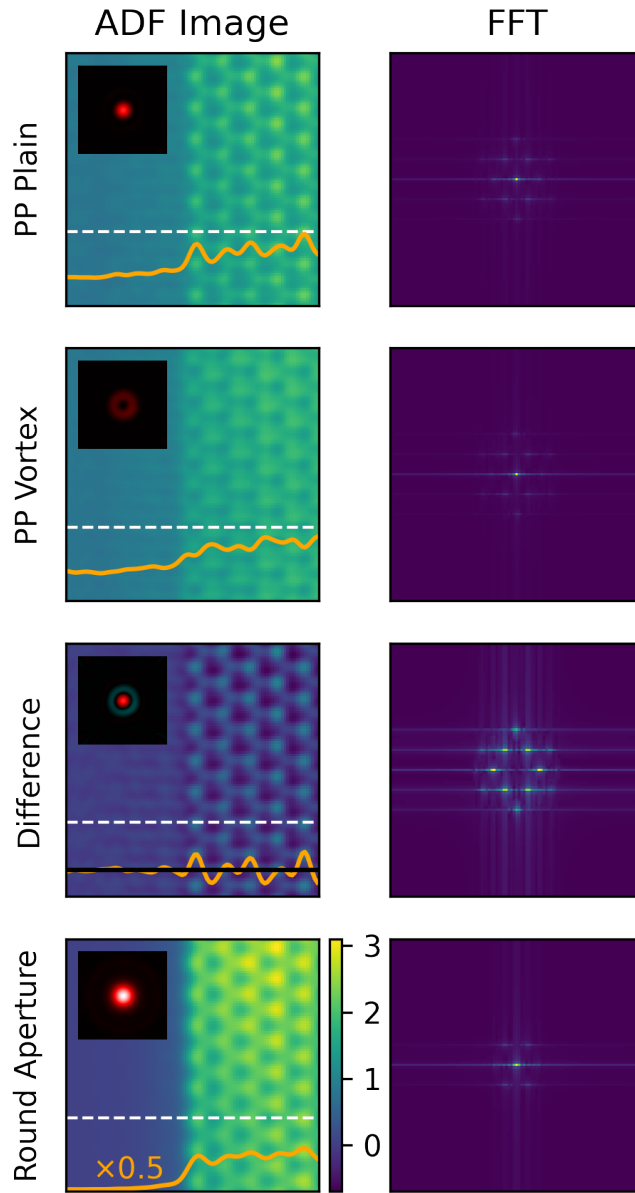 ADF Image
FFT
PP Plain
PP Vortex
Difference
Round Aperture
×0.5
3
2
1
0